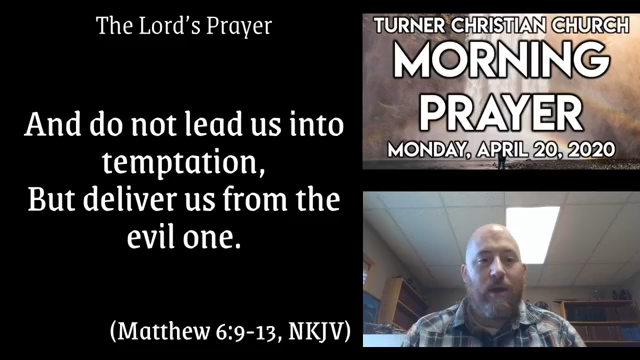 The Lord's Prayer
And do not lead us into
temptation,
But deliver us from the
evil one.
(Matthew 6:9-13, NKJV)
TURNER CHRISTIAN CHURCH
MORNING
PRAYER
MONDAY, APRIL 20, 2020